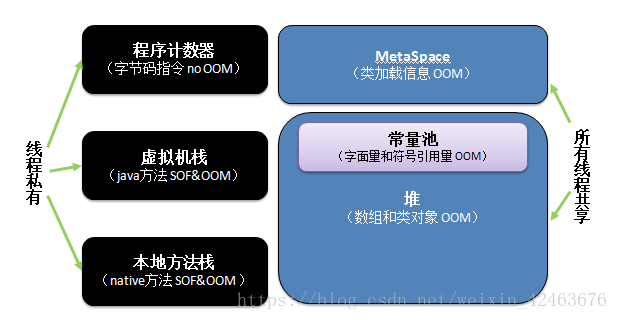 程序计数器
（字节码指令 no OOM）
MetaSpace
（类加载信息 OOM）
线程私有
虚拟机栈
（java方法 SOF&OOM）
常量池
（字面量和符号引用量 OOM）
堆
（数组和类对象 OOM）
所有线程共享
本地方法栈
（native方法 SOF&OOM）
https://blog.csdn.net/weixin_42463676